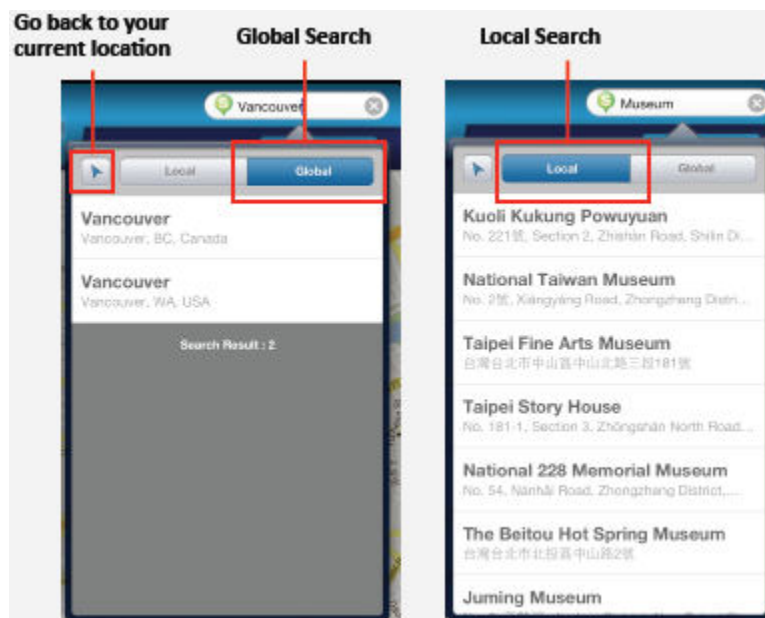 Go back to your
current location
Global Search
Local Search
Vancouver
Local
Global
Vancouver
Vancouver, BC, Canada
Vancouver
Vancouver, WA, USA
Search Result : 2
Museum
Local
Global
Kuoli Kukung Powuyuan
No. 221號, Section 2, Zhishan Road, Shilin Di...
National Taiwan Museum
No. 2號, Xiangyang Road, Zhongzheng Distri...
Taipei Fine Arts Museum
台灣台北市中山區中山北路三段181號
Taipei Story House
No. 181-1, Section 3, Zhōngshān North Road...
National 228 Memorial Museum
No. 54, Nánhǎi Road, Zhongzheng District,...
The Beitou Hot Spring Museum
台灣台北市北投區中山路2號
Juming Museum